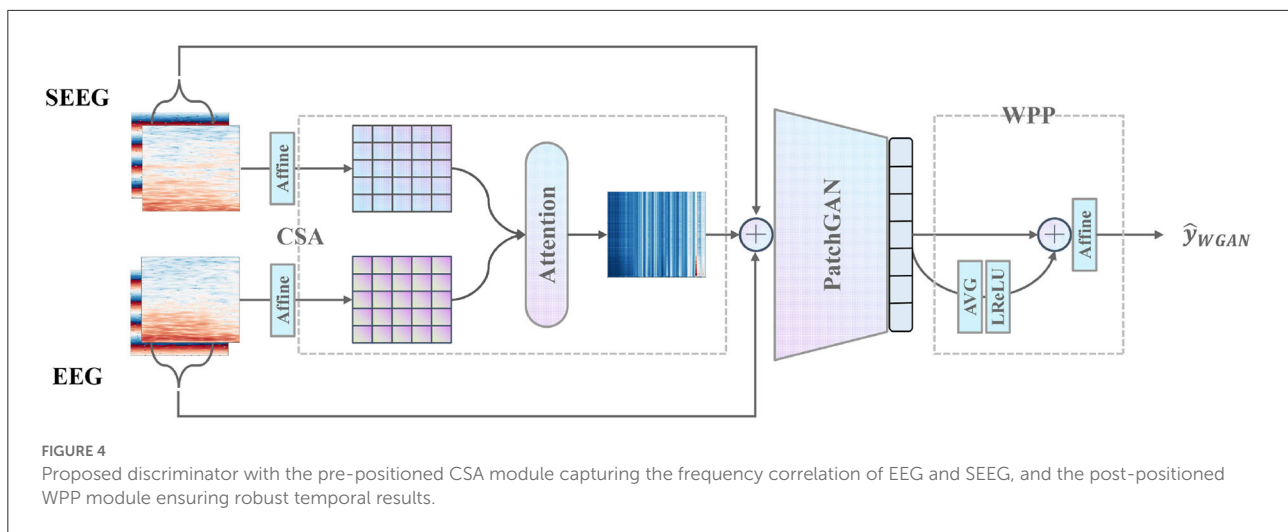 SEEG
Affine
CSA
Affine
EEG
Attention
PatchGAN
WPP
AVG
LReLU
Affine
ŷ_WGAN
FIGURE 4
Proposed discriminator with the pre-positioned CSA module capturing the frequency correlation of EEG and SEEG, and the post-positioned
WPP module ensuring robust temporal results.